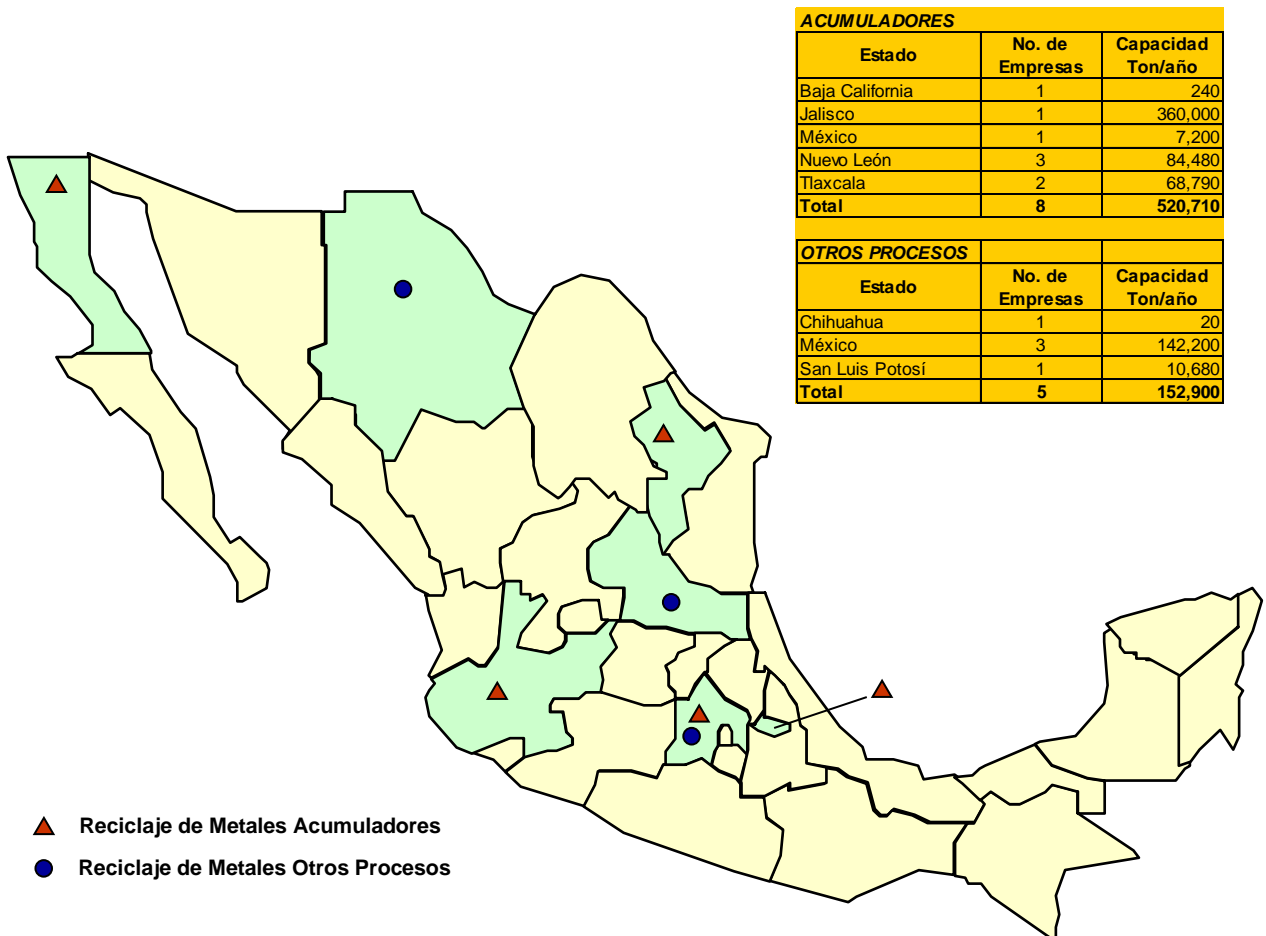 ACUMULADORES
Estado No. de Empresas Capacidad Ton/año
Baja California 1 240
Jalisco 1 360,000
México 1 7,200
Nuevo León 3 84,480
Tlaxcala 2 68,790
Total 8 520,710
OTROS PROCESOS
Estado No. de Empresas Capacidad Ton/año
Chihuahua 1 20
México 3 142,200
San Luis Potosí 1 10,680
Total 5 152,900
Reciclaje de Metales Acumuladores
Reciclaje de Metales Otros Procesos